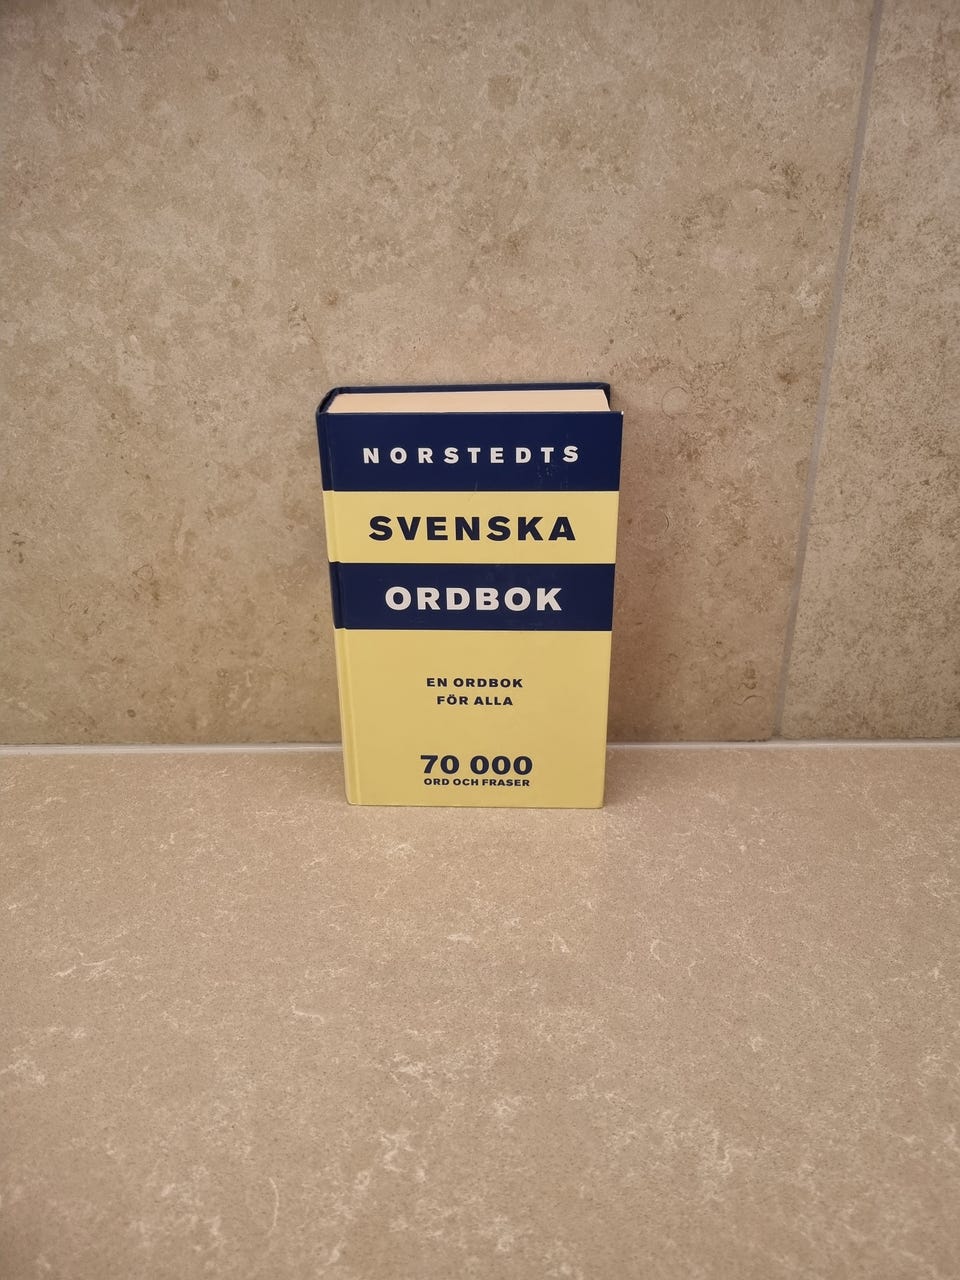 NORSTEDTS
SVENSKA
ORDBOK
EN ORDBOK
FÖR ALLA
70 000
ORD OCH FRASER